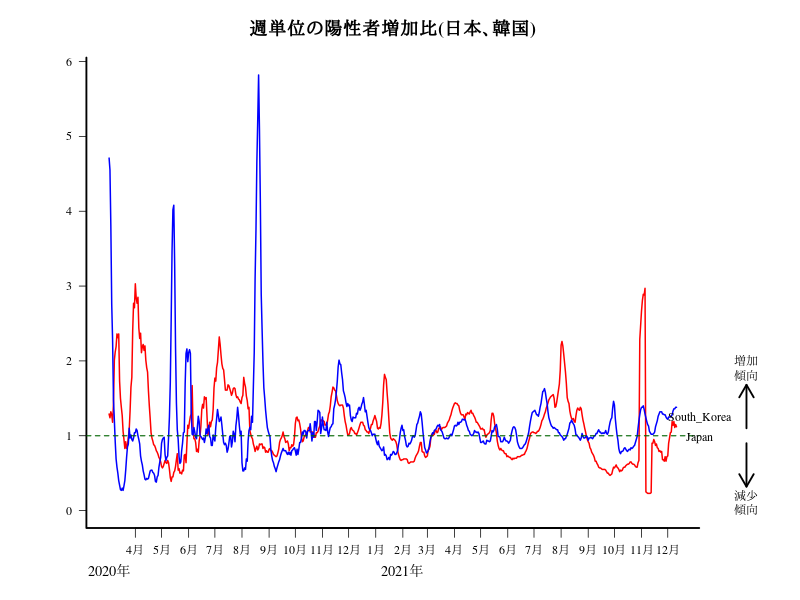 週単位の陽性者増加比(日本、韓国)
6
5
4
3
2
1
0
増加
傾向
South_Korea
Japan
減少
傾向
4月 5月 6月 7月 8月 9月 10月 11月 12月 1月 2月 3月 4月 5月 6月 7月 8月 9月 10月 11月 12月
2020年 2021年